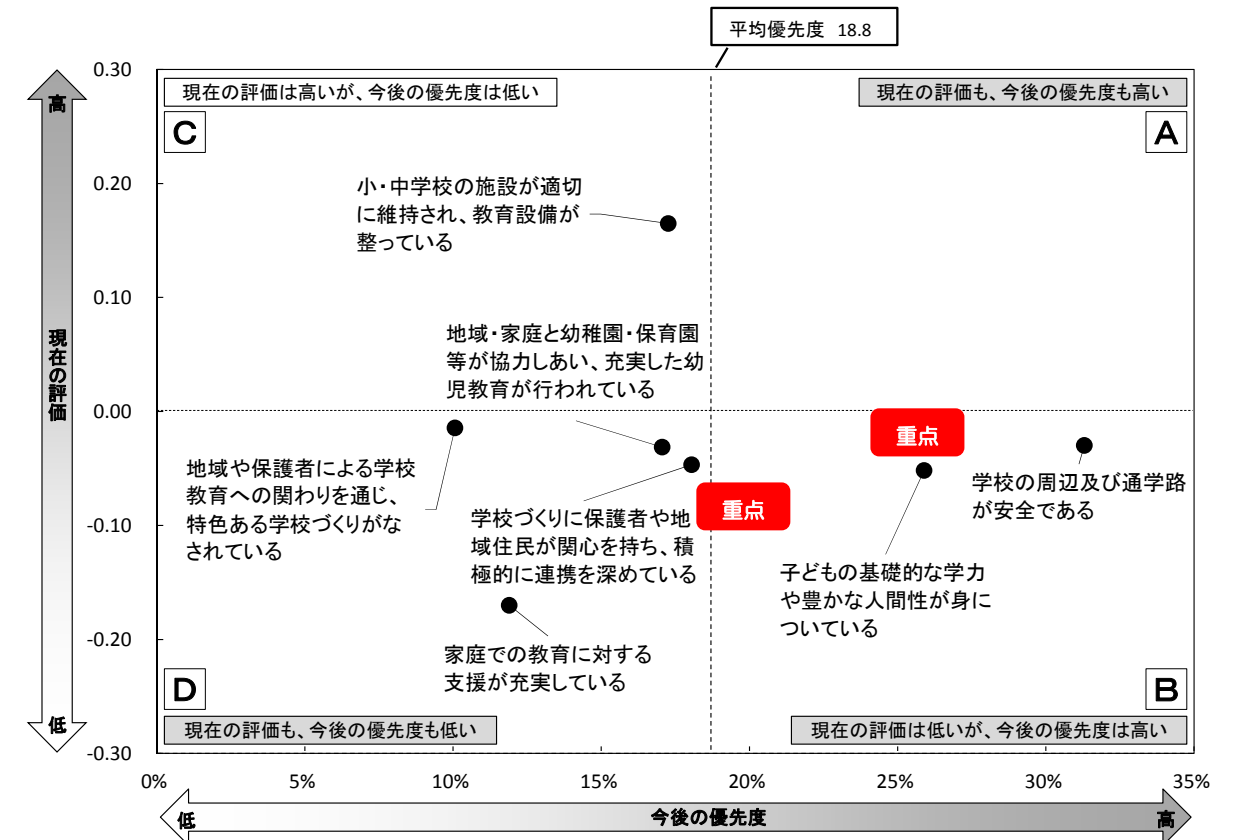 平均優先度 18.8
0.30
0.20
0.10
0.00
-0.10
-0.20
-0.30
高
現在の評価
低
現在の評価は高いが、今後の優先度は低い
C
現在の評価も、今後の優先度も高い
A
小・中学校の施設が適切
に維持され、教育設備が
整っている
地域・家庭と幼稚園・保育園
等が協力しあい、充実した幼
児教育が行われている
地域や保護者による学校
教育への関わりを通じ、
特色ある学校づくりがな
されている
学校づくりに保護者や地
域住民が関心を持ち、積
極的に連携を深めている
重点
重点
学校の周辺及び通学路
が安全である
子どもの基礎的な学力
や豊かな人間性が身に
ついている
家庭での教育に対する
支援が充実している
D
現在の評価も、今後の優先度も低い
B
現在の評価は低いが、今後の優先度は高い
0%
5%
10%
15%
20%
25%
30%
35%
低
今後の優先度
高